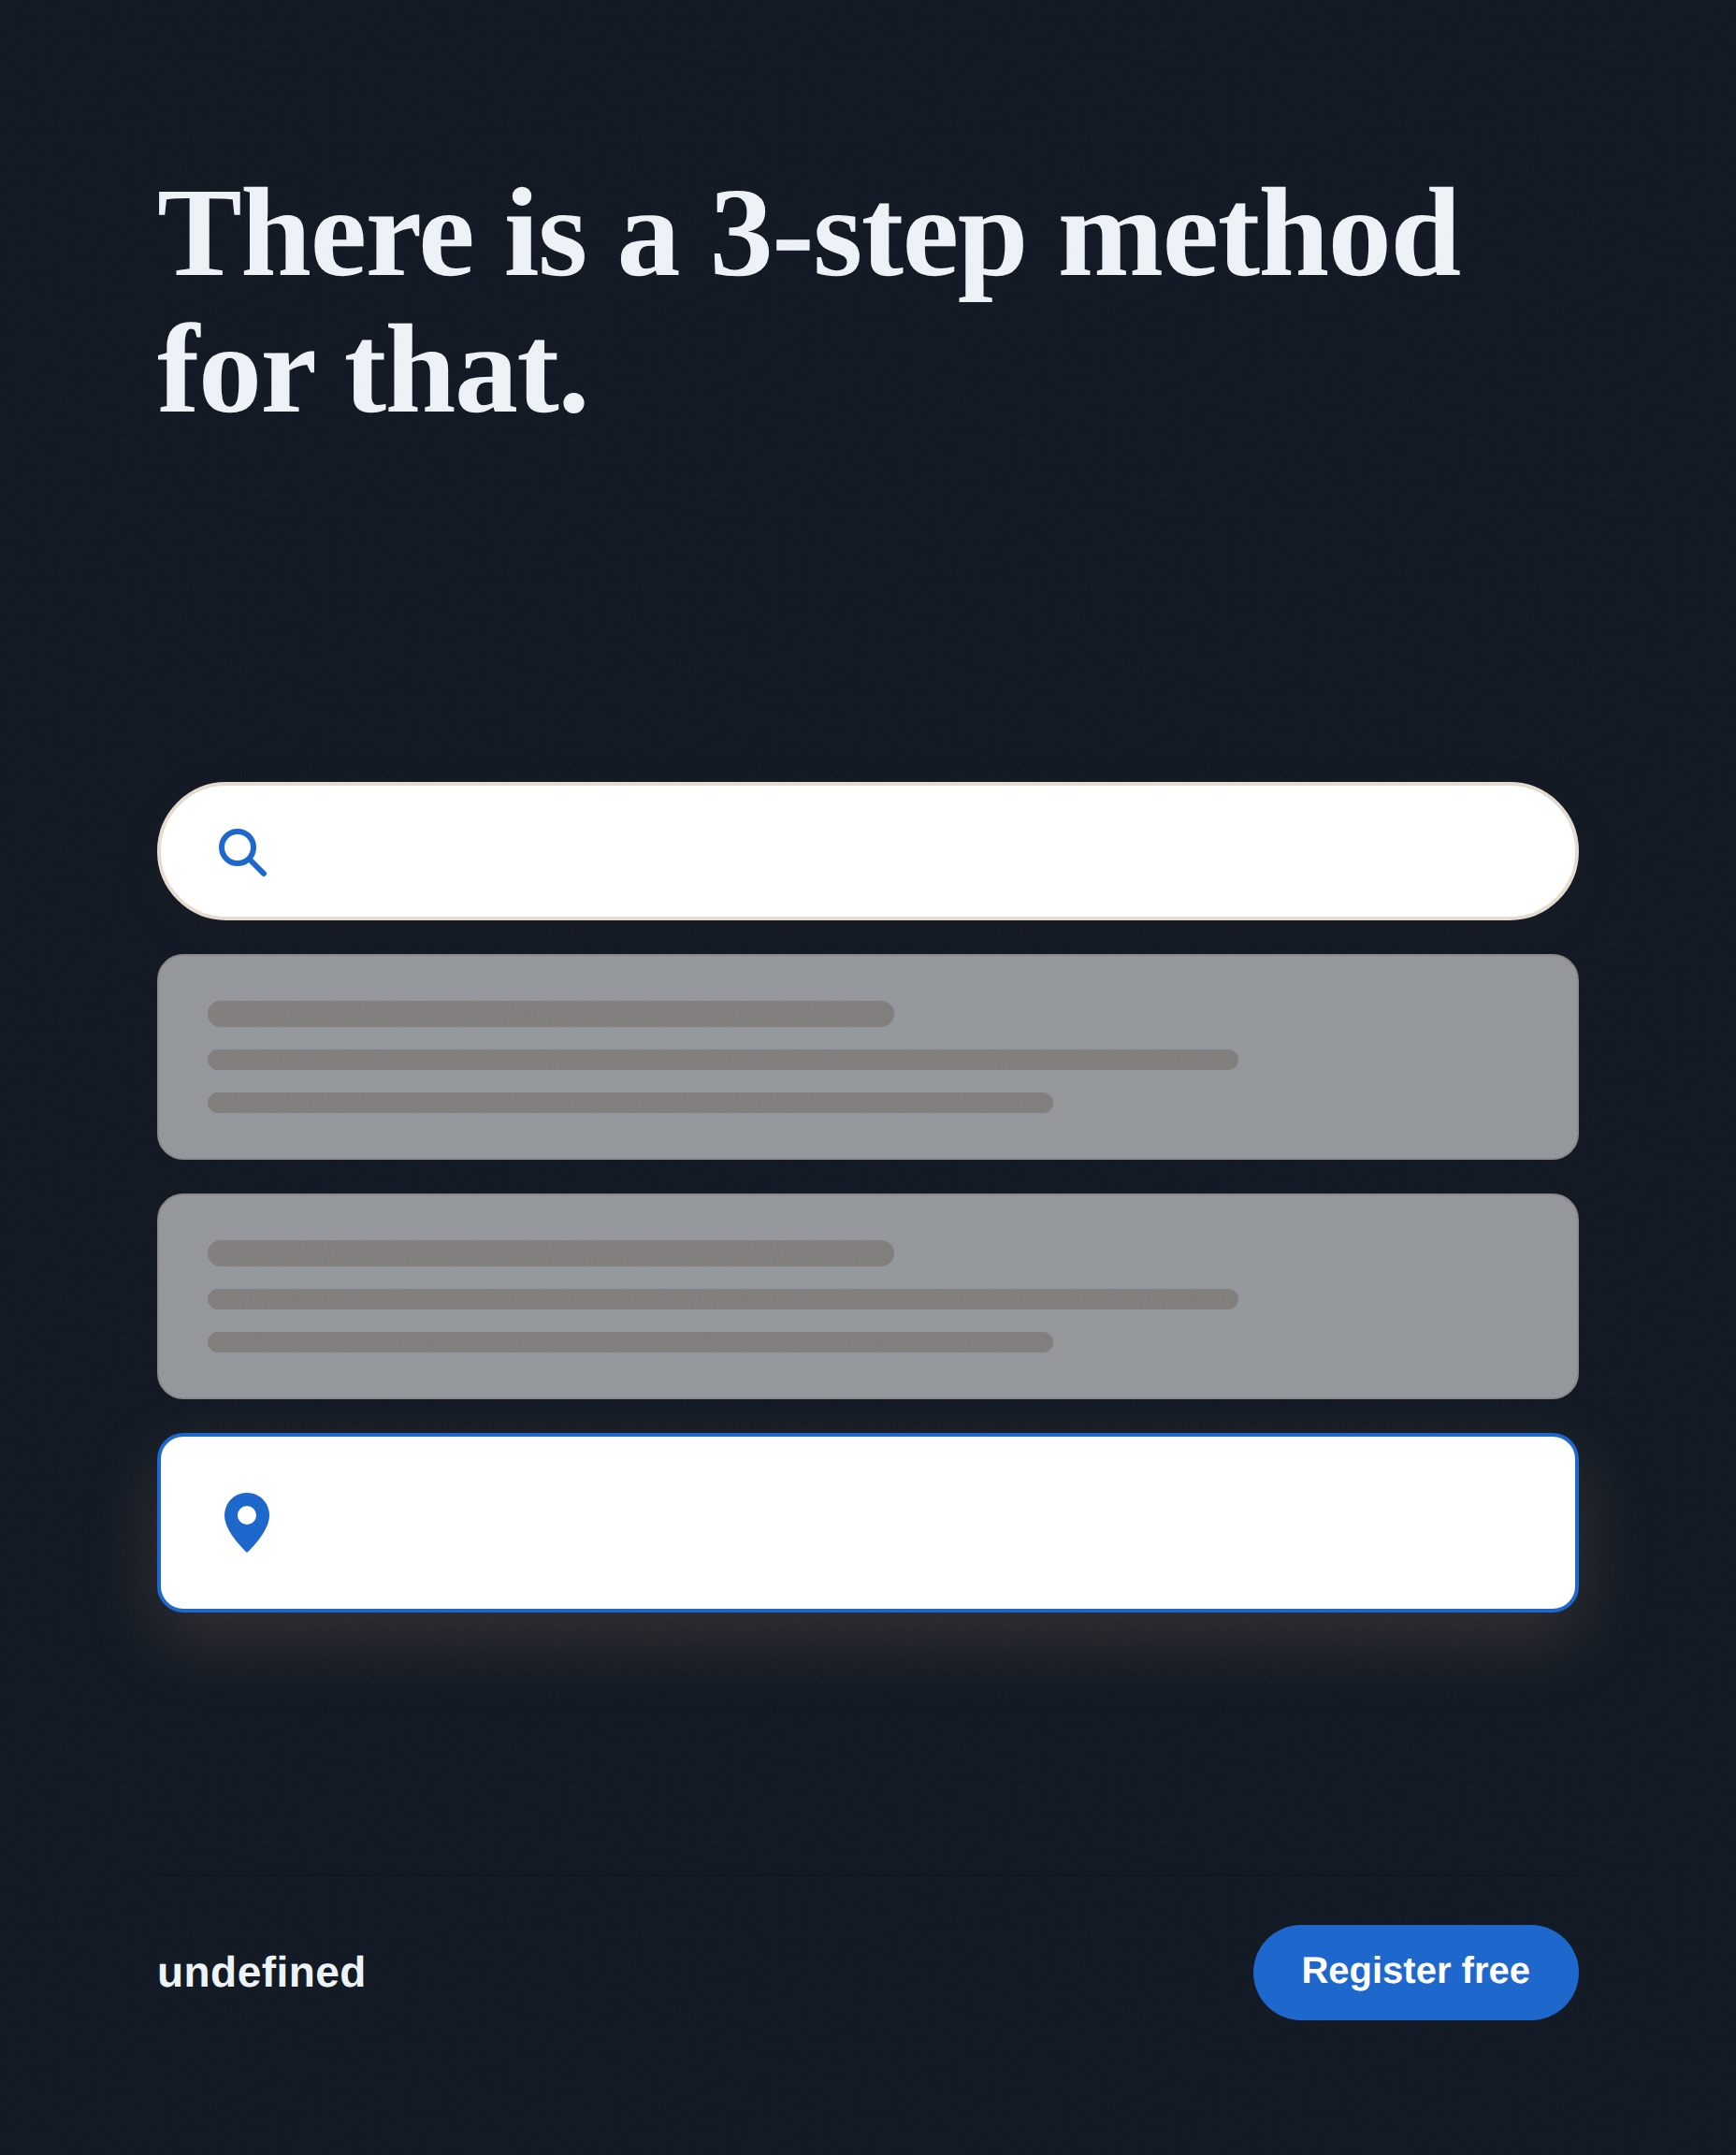 There is a 3-step method
for that.
undefined
Register free